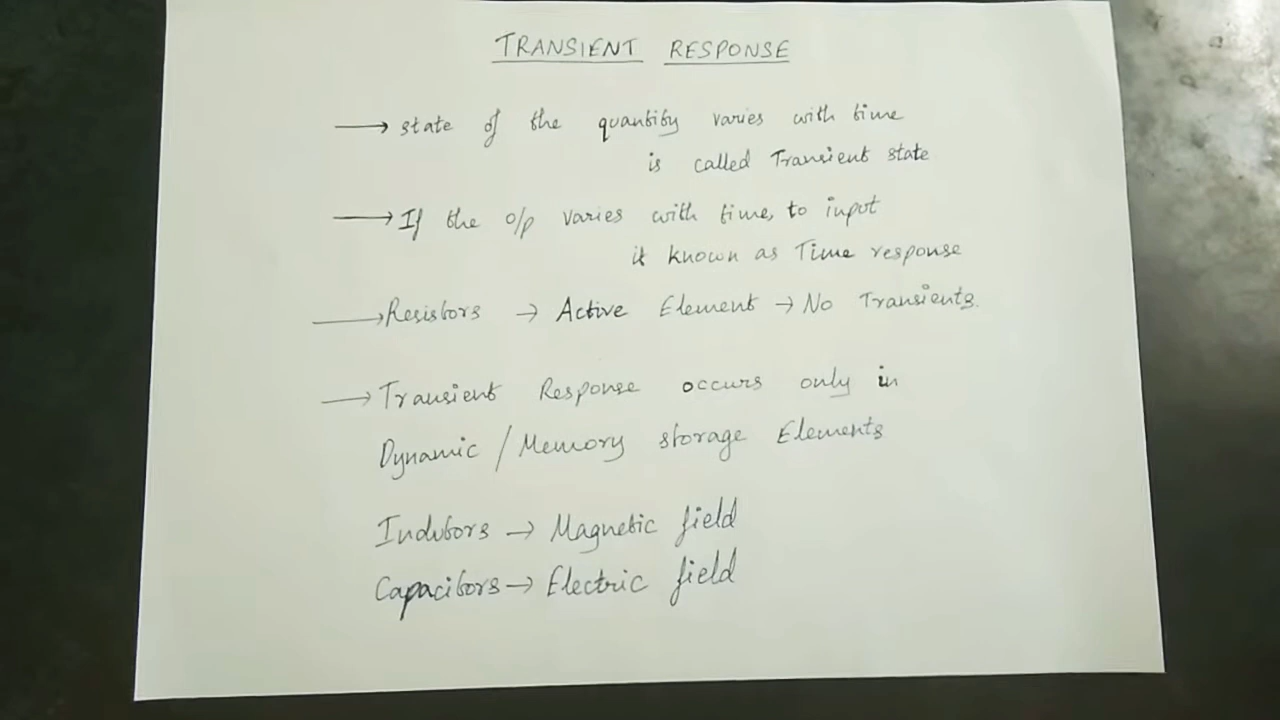 TRANSIENT RESPONSE
→ state of the quantity varies with time
is called Transient state
→ If the o/p varies with time, to input
it known as Time response
→ Resistors → Active Element → No Transients.
→ Transient Response occurs only in
Dynamic / Memory storage Elements
Indutors → Magnetic field
Capacitors → Electric field